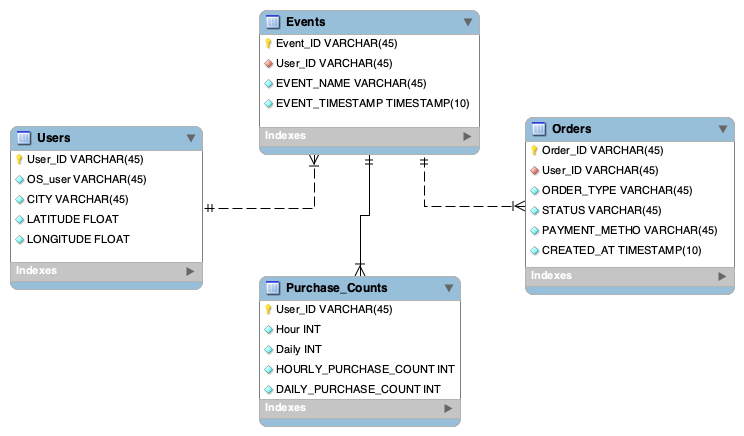 Events
Event_ID VARCHAR(45)
User_ID VARCHAR(45)
EVENT_NAME VARCHAR(45)
EVENT_TIMESTAMP TIMESTAMP(10)
Indexes
Users
User_ID VARCHAR(45)
OS_user VARCHAR(45)
CITY VARCHAR(45)
LATITUDE FLOAT
LONGITUDE FLOAT
Indexes
Orders
Order_ID VARCHAR(45)
User_ID VARCHAR(45)
ORDER_TYPE VARCHAR(45)
STATUS VARCHAR(45)
PAYMENT_METHO VARCHAR(45)
CREATED_AT TIMESTAMP(10)
Indexes
Purchase_Counts
User_ID VARCHAR(45)
Hour INT
Daily INT
HOURLY_PURCHASE_COUNT INT
DAILY_PURCHASE_COUNT INT
Indexes